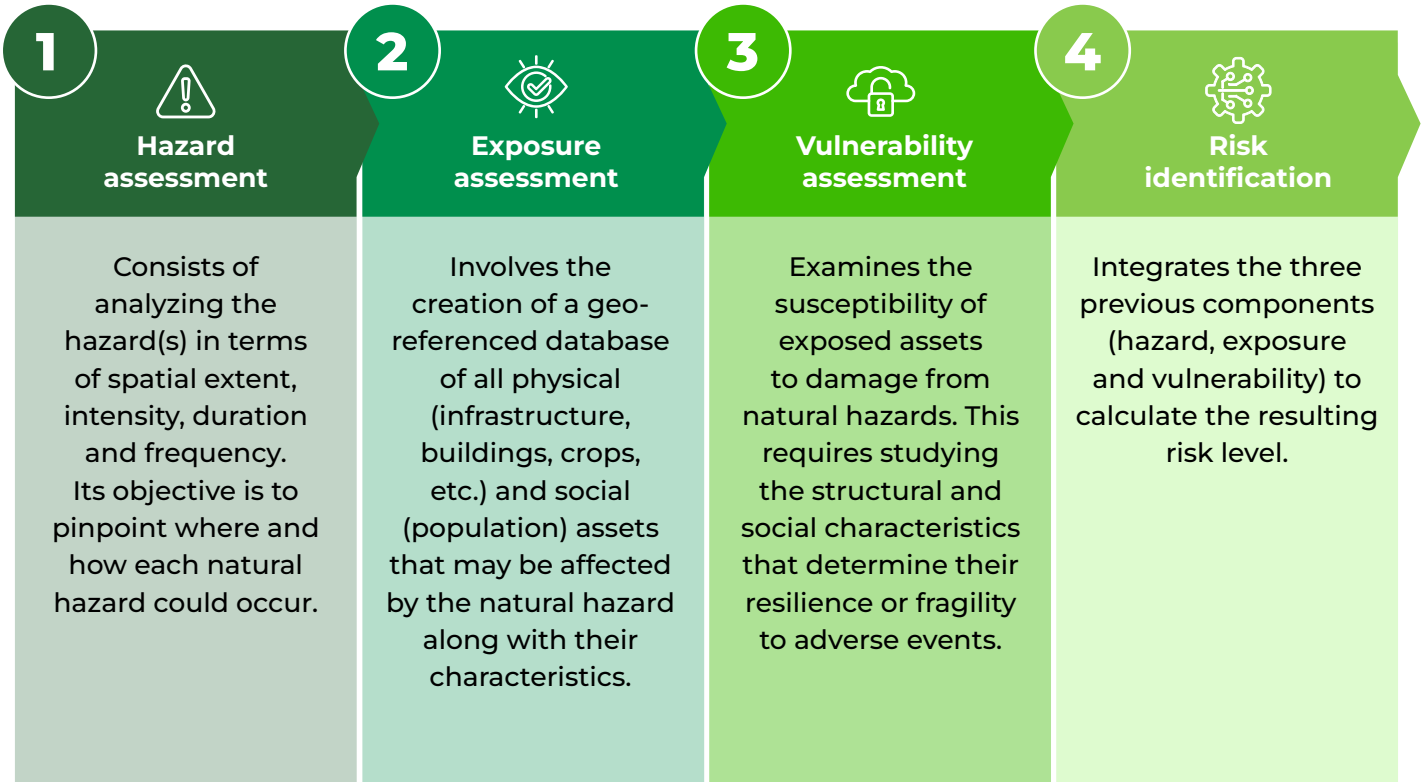 1
Hazard
assessment
Consists of
analyzing the
hazard(s) in terms
of spatial extent,
intensity, duration
and frequency.
Its objective is to
pinpoint where and
how each natural
hazard could occur.
2
Exposure
assessment
Involves the
creation of a geo-
referenced database
of all physical
(infrastructure,
buildings, crops,
etc.) and social
(population) assets
that may be affected
by the natural hazard
along with their
characteristics.
3
Vulnerability
assessment
Examines the
susceptibility of
exposed assets
to damage from
natural hazards. This
requires studying
the structural and
social characteristics
that determine their
resilience or fragility
to adverse events.
4
Risk
identification
Integrates the three
previous components
(hazard, exposure
and vulnerability) to
calculate the resulting
risk level.